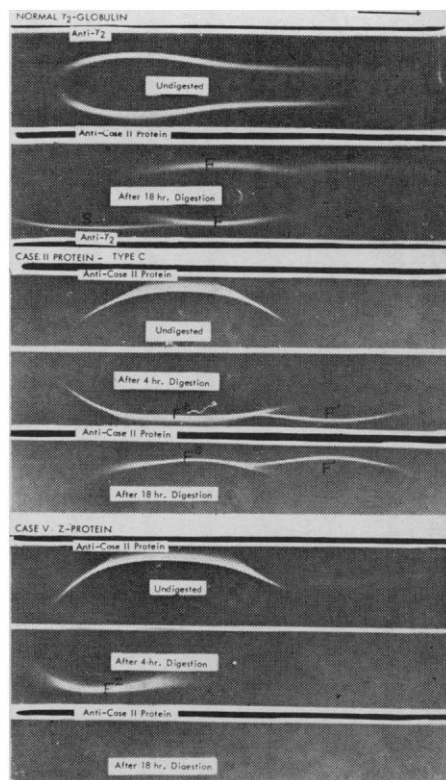 NORMAL γ₂-GLOBULIN
Anti-γ₂
Undigested
Anti-Case II Protein
F F'
After 18 hr. Digestion
S F
Anti-γ₂
CASE II PROTEIN - TYPE C
Anti-Case II Protein
Undigested
After 4 hr. Digestion
F'
Anti-Case II Protein
F F'
After 18 hr. Digestion
CASE V Z-PROTEIN
Anti-Case II Protein
Undigested
After 4 hr. Digestion
F
Anti-Case II Protein
After 18 hr. Digestion